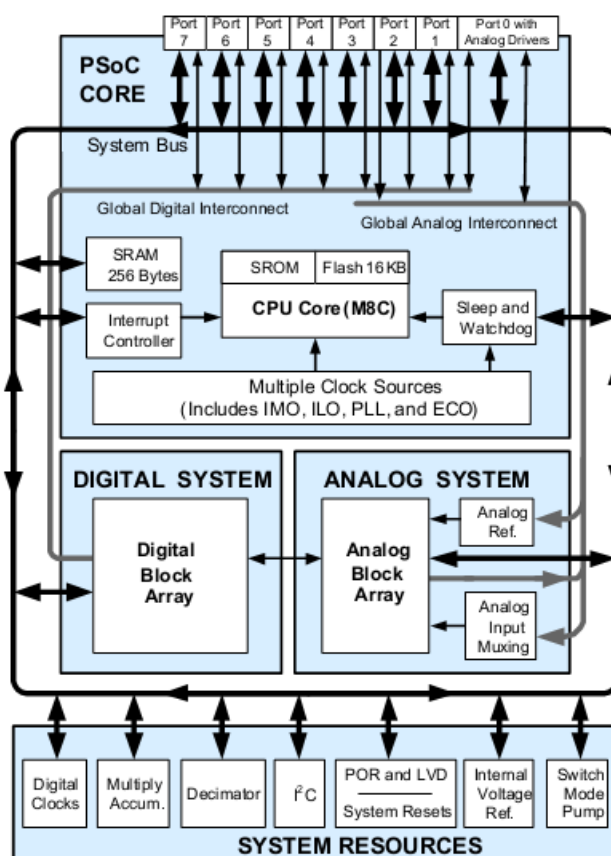 Port 7
Port 6
Port 5
Port 4
Port 3
Port 2
Port 1
Port 0 with
Analog Drivers
PSoC
CORE
System Bus
Global Digital Interconnect
Global Analog Interconnect
SRAM
256 Bytes
SROM
Flash 16 KB
CPU Core (M8C)
Interrupt
Controller
Sleep and
Watchdog
Multiple Clock Sources
(Includes IMO, ILO, PLL, and ECO)
DIGITAL SYSTEM
Digital
Block
Array
ANALOG SYSTEM
Analog
Block
Array
Analog
Ref.
Analog
Input
Muxing
Digital
Clocks
Multiply
Accum.
Decimator
I²C
POR and LVD
System Resets
Internal
Voltage
Ref.
Switch
Mode
Pump
SYSTEM RESOURCES